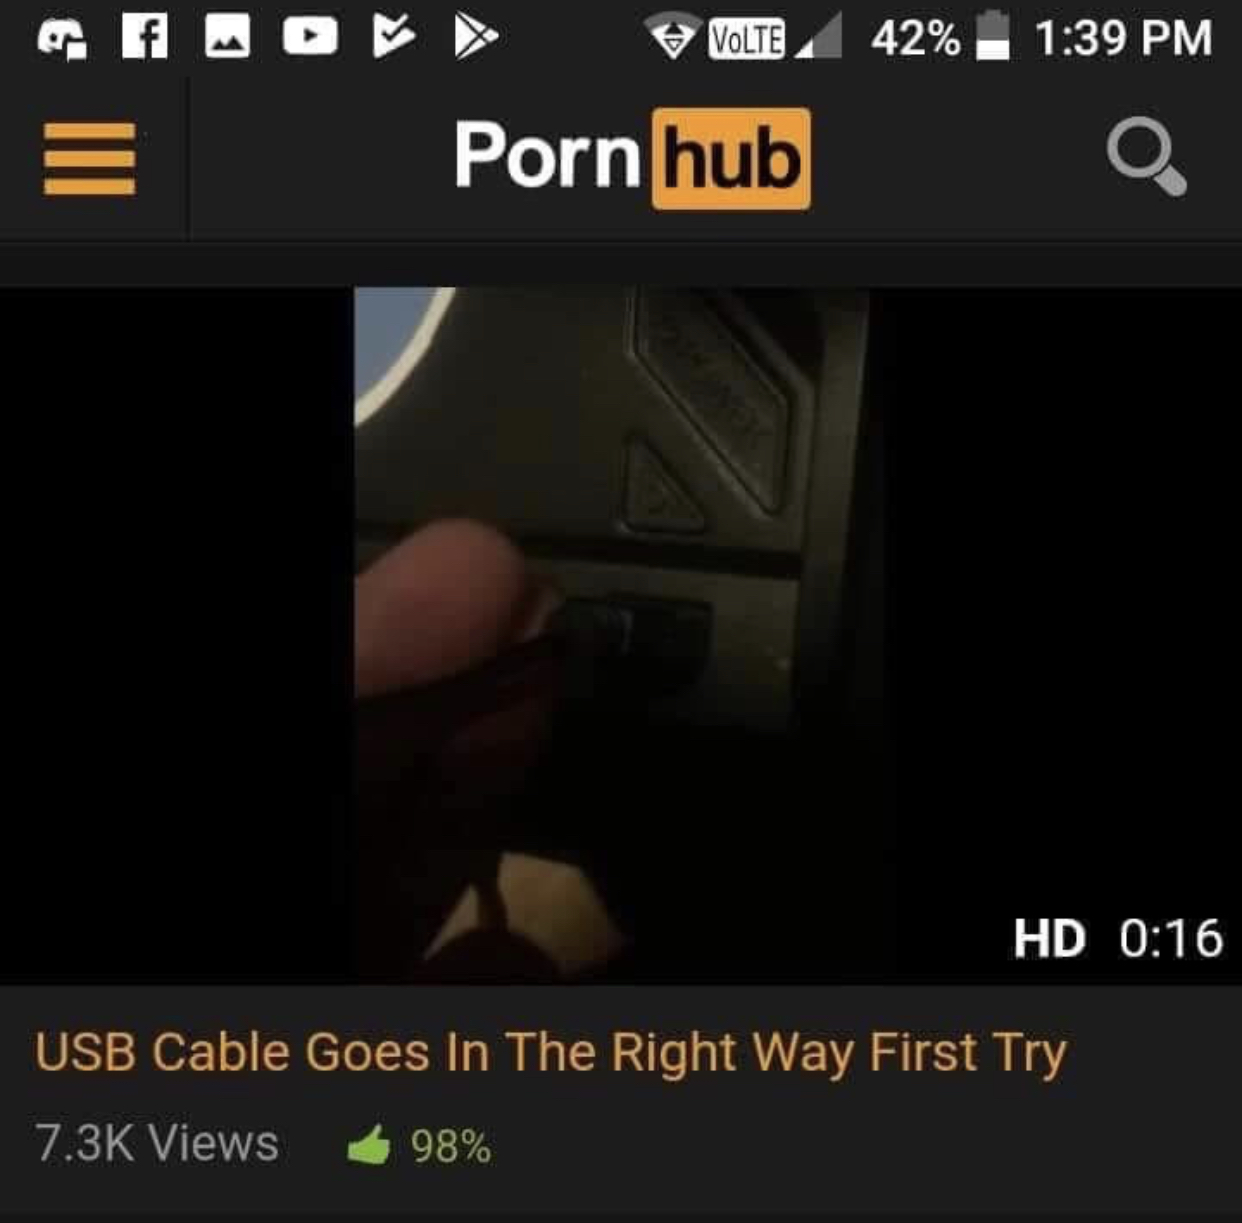 VoLTE 42% 1:39 PM
Porn hub
HD 0:16
USB Cable Goes In The Right Way First Try
7.3K Views 98%